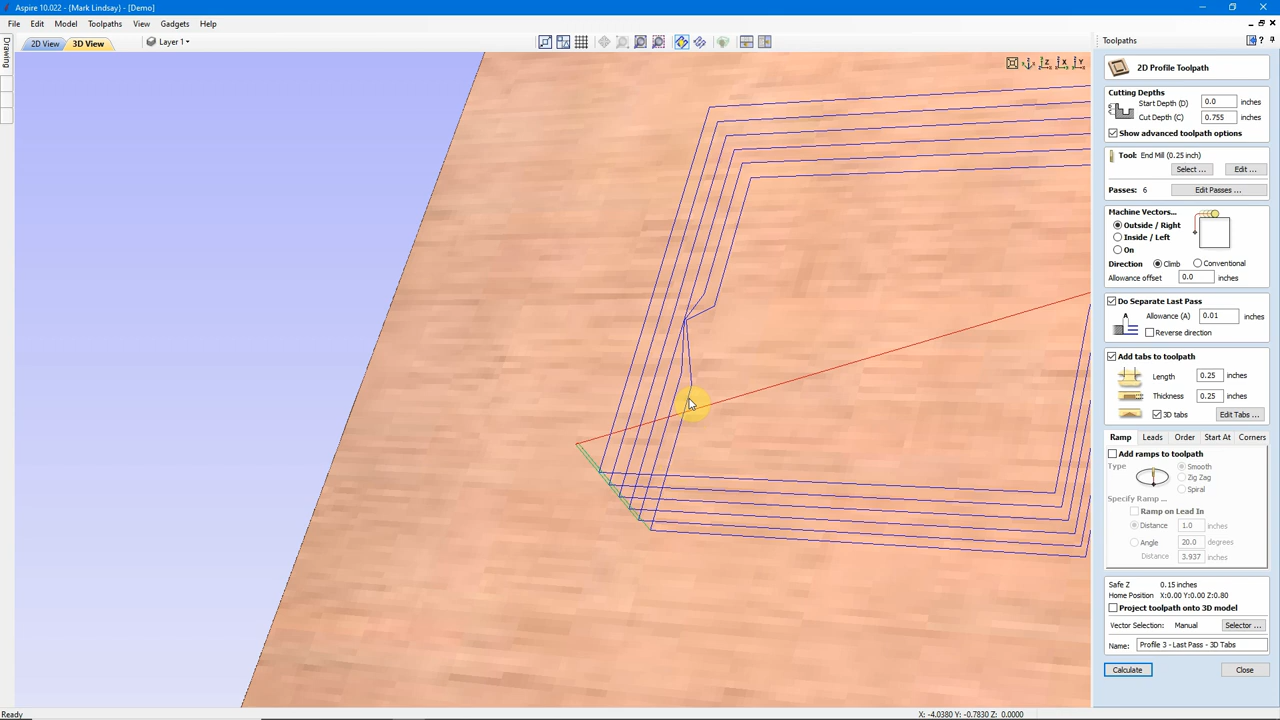 Aspire 10.022 - {Mark Lindsay} - [Demo]
File Edit Model Toolpaths View Gadgets Help
2D View 3D View Layer 1
Drawing
Toolpaths
2D Profile Toolpath
Cutting Depths
Start Depth (D) 0.0 inches
Cut Depth (C) 0.755 inches
Show advanced toolpath options
Tool: End Mill (0.25 inch)
Select ... Edit ...
Passes: 6 Edit Passes ...
Machine Vectors...
Outside / Right
Inside / Left
On
Direction Climb Conventional
Allowance offset 0.0 inches
Do Separate Last Pass
Allowance (A) 0.01 inches
Reverse direction
Add tabs to toolpath
Length 0.25 inches
Thickness 0.25 inches
3D tabs Edit Tabs ...
Ramp Leads Order Start At Corners
Add ramps to toolpath
Type Smooth
Zig Zag
Spiral
Specify Ramp ...
Ramp on Lead In
Distance 1.0 inches
Angle 20.0 degrees
Distance 3.937 inches
Safe Z 0.15 inches
Home Position X:0.00 Y:0.00 Z:0.80
Project toolpath onto 3D model
Vector Selection: Manual Selector ...
Name: Profile 3 - Last Pass - 3D Tabs
Calculate Close
Ready X: -4.0380 Y: -0.7830 Z: 0.0000